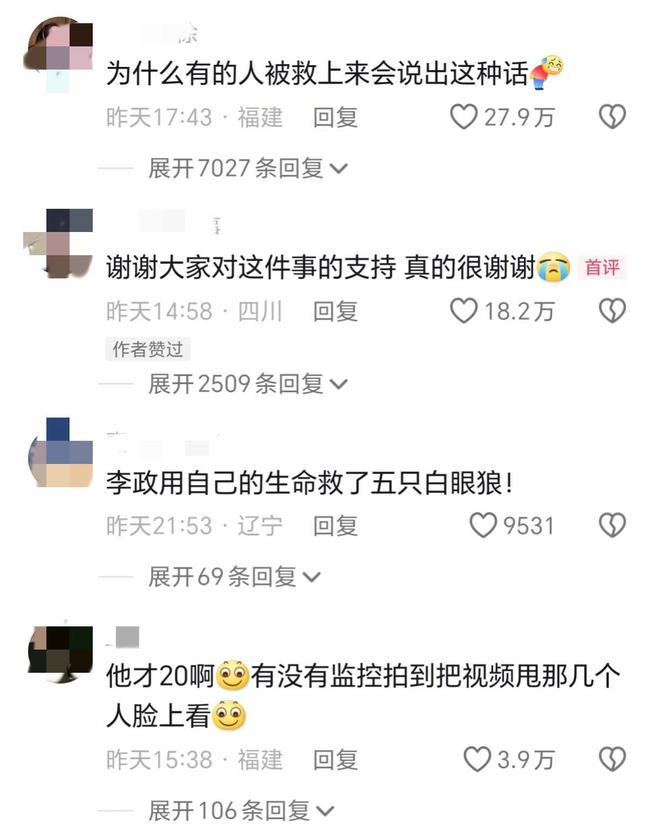 为什么有的人被救上来会说出这种话
昨天17:43 · 福建 回复 27.9万
展开7027条回复
谢谢大家对这件事的支持 真的很谢谢 首评
昨天14:58 · 四川 回复 18.2万
作者赞过
展开2509条回复
李政用自己的生命救了五只白眼狼！
昨天21:53 · 辽宁 回复 9531
展开69条回复
他才20啊 有没有监控拍到把视频甩那几个
人脸上看
昨天15:38 · 福建 回复 3.9万
展开106条回复